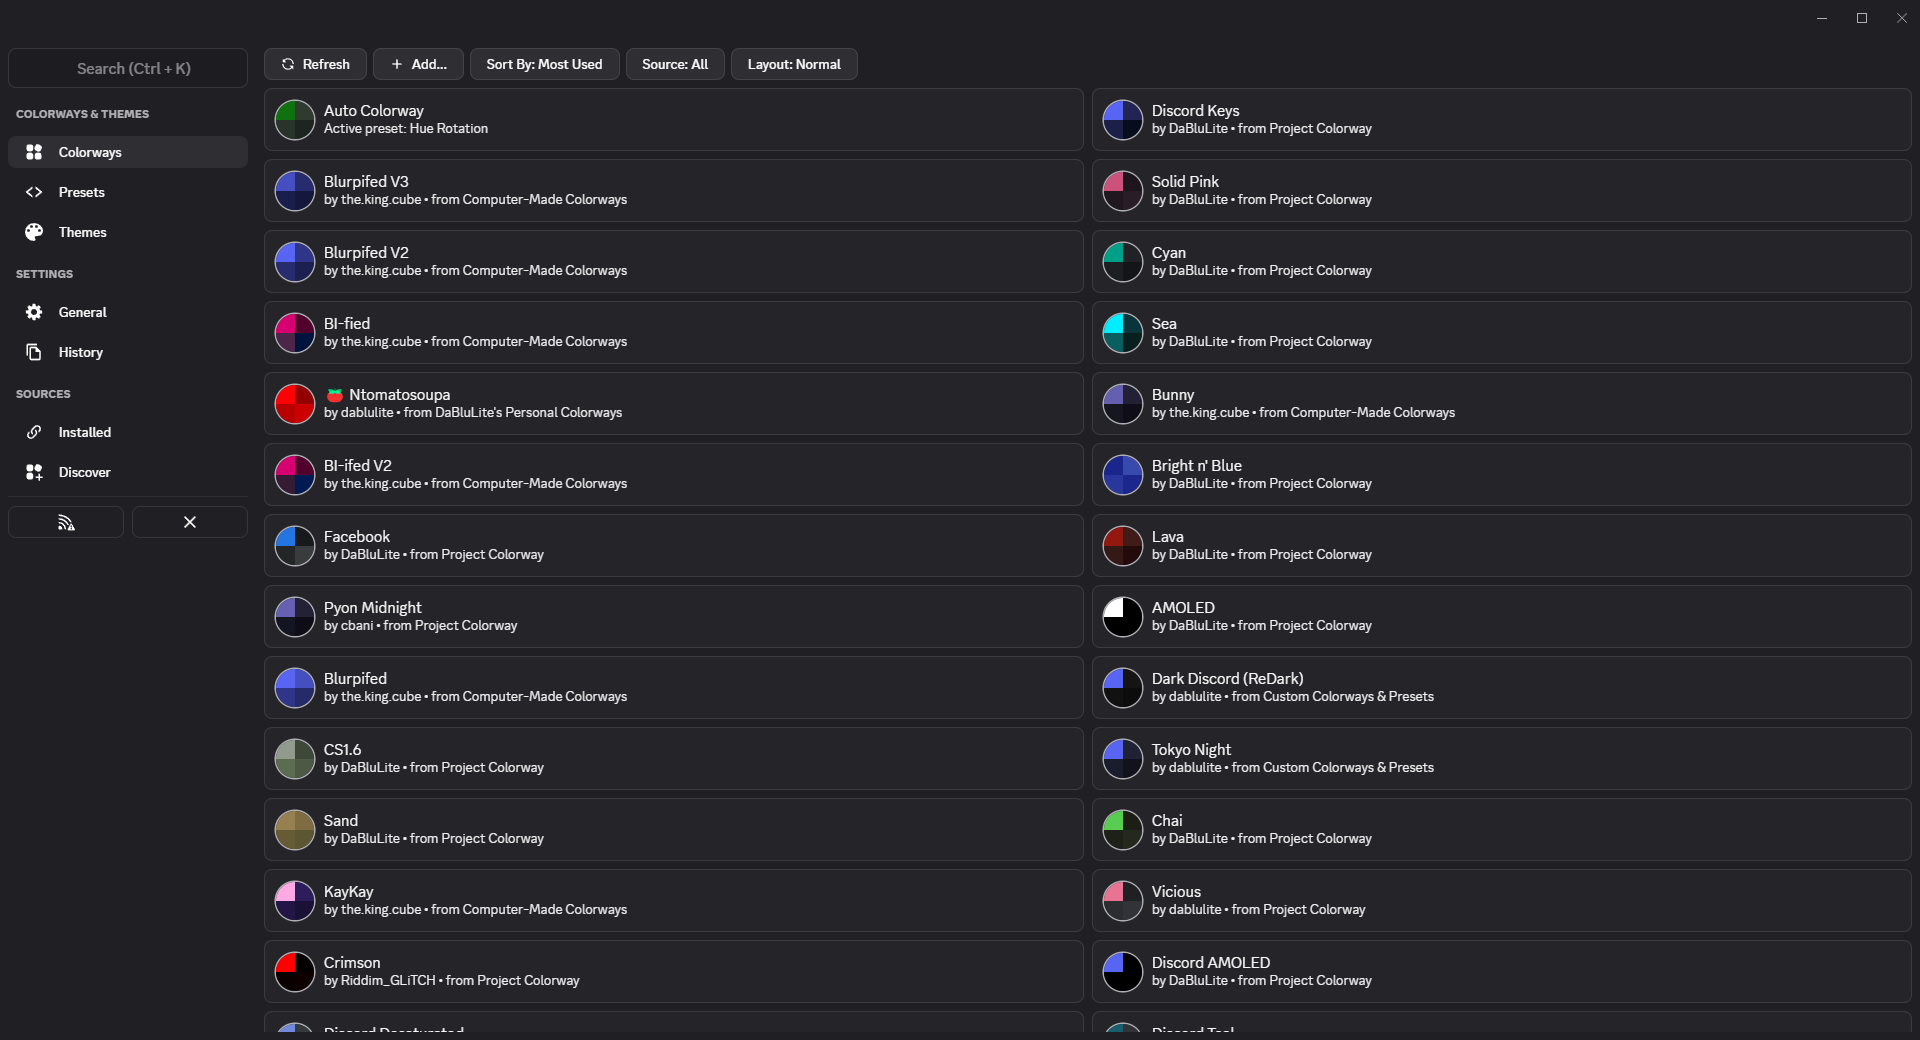 Search (Ctrl + K)
COLORWAYS & THEMES
Colorways
Presets
Themes
SETTINGS
General
History
SOURCES
Installed
Discover
Refresh
Add...
Sort By: Most Used
Source: All
Layout: Normal
Auto Colorway
Active preset: Hue Rotation
Discord Keys
by DaBluLite • from Project Colorway
Blurpifed V3
by the.king.cube • from Computer-Made Colorways
Solid Pink
by DaBluLite • from Project Colorway
Blurpifed V2
by the.king.cube • from Computer-Made Colorways
Cyan
by DaBluLite • from Project Colorway
BI-fied
by the.king.cube • from Computer-Made Colorways
Sea
by DaBluLite • from Project Colorway
🍅 Ntomatosoupa
by dablulite • from DaBluLite's Personal Colorways
Bunny
by the.king.cube • from Computer-Made Colorways
BI-ifed V2
by the.king.cube • from Computer-Made Colorways
Bright n' Blue
by DaBluLite • from Project Colorway
Facebook
by DaBluLite • from Project Colorway
Lava
by DaBluLite • from Project Colorway
Pyon Midnight
by cbani • from Project Colorway
AMOLED
by DaBluLite • from Project Colorway
Blurpifed
by the.king.cube • from Computer-Made Colorways
Dark Discord (ReDark)
by dablulite • from Custom Colorways & Presets
CS1.6
by DaBluLite • from Project Colorway
Tokyo Night
by dablulite • from Custom Colorways & Presets
Sand
by DaBluLite • from Project Colorway
Chai
by DaBluLite • from Project Colorway
KayKay
by the.king.cube • from Computer-Made Colorways
Vicious
by dablulite • from Project Colorway
Crimson
by Riddim_GLiTCH • from Project Colorway
Discord AMOLED
by DaBluLite • from Project Colorway
Discord Desaturated
Discord Teal